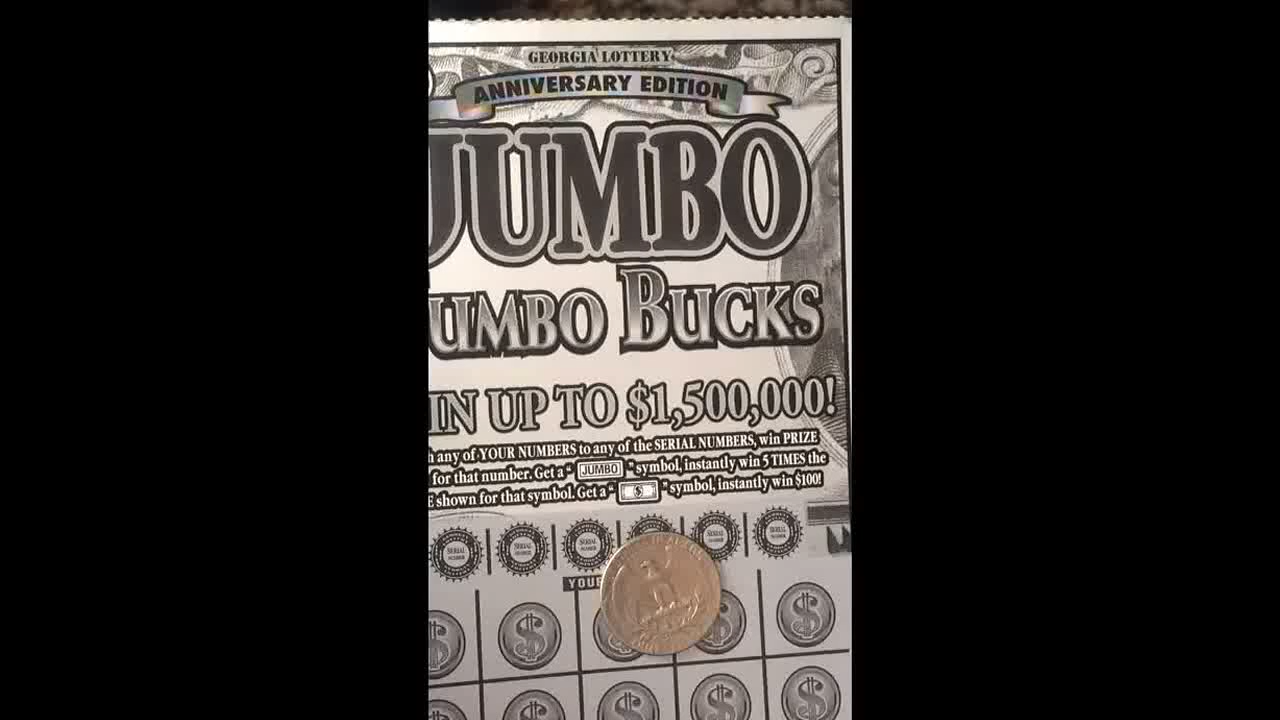 GEORGIA LOTTERY
ANNIVERSARY EDITION
JUMBO
UMBO BUCKS
IN UP TO $1,500,000!
any of YOUR NUMBERS to any of the SERIAL NUMBERS, win PRIZE
for that number. Get a "JUMBO" symbol, instantly win 5 TIMES the
E shown for that symbol. Get a "$" symbol, instantly win $100!
SERIAL NUMBER SERIAL NUMBER SERIAL NUMBER SERIAL SERIAL NUMBER SERIAL NUMBER
YOUR
$ $ $ $ $
$ $ $ $ $